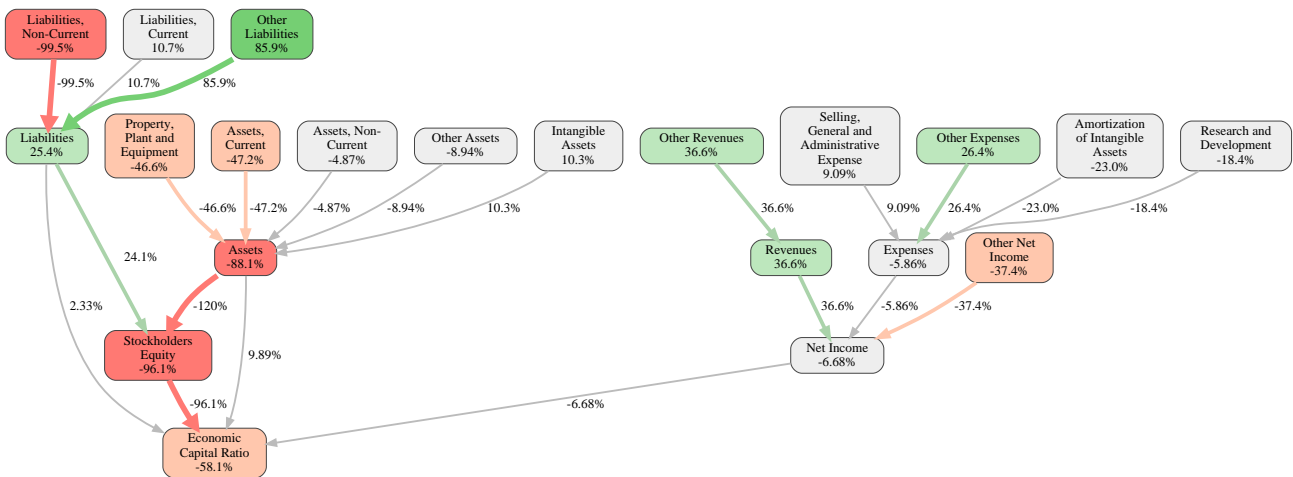 Liabilities,
Non-Current
-99.5%
Liabilities,
Current
10.7%
Other
Liabilities
85.9%
-99.5%
10.7%
85.9%
Liabilities
25.4%
Property,
Plant and
Equipment
-46.6%
Assets,
Current
-47.2%
Assets, Non-
Current
-4.87%
Other Assets
-8.94%
Intangible
Assets
10.3%
Other Revenues
36.6%
Selling,
General and
Administrative
Expense
9.09%
Other Expenses
26.4%
Amortization
of Intangible
Assets
-23.0%
Research and
Development
-18.4%
-46.6%
-47.2%
-4.87%
-8.94%
10.3%
36.6%
9.09%
26.4%
-23.0%
-18.4%
Assets
-88.1%
Revenues
36.6%
Expenses
-5.86%
Other Net
Income
-37.4%
24.1%
2.33%
-120%
9.89%
36.6%
-5.86%
-37.4%
Stockholders
Equity
-96.1%
Net Income
-6.68%
-96.1%
-6.68%
Economic
Capital Ratio
-58.1%